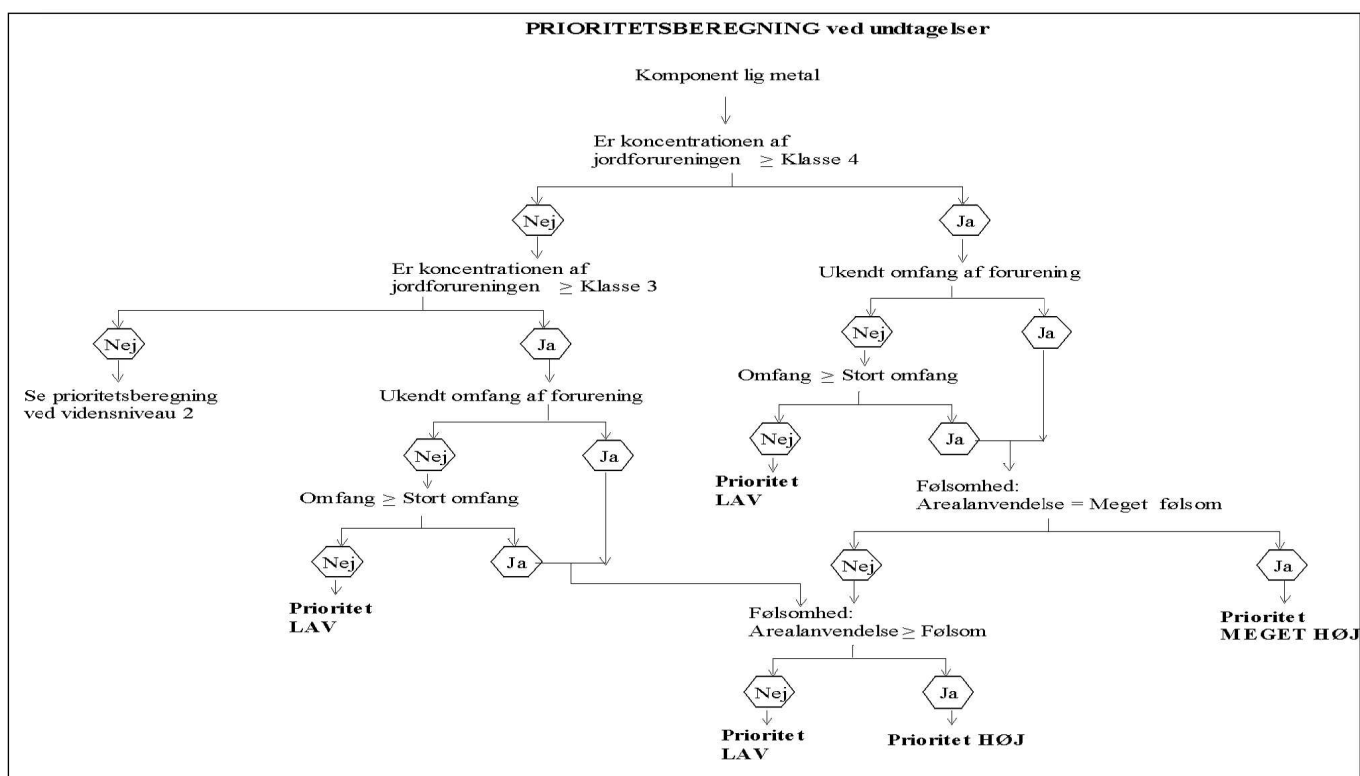 PRIORITETSBEREGNING ved undtagelser
Komponent lig metal
Er koncentrationen af
jordforureningen ≥ Klasse 4
Nej
Ja
Er koncentrationen af
jordforureningen ≥ Klasse 3
Ukendt omfang af forurening
Nej
Ja
Nej
Ja
Se prioritetsberegning
ved vidensniveau 2
Ukendt omfang af forurening
Omfang ≥ Stort omfang
Nej
Ja
Nej
Ja
Omfang ≥ Stort omfang
Prioritet
LAV
Følsomhed:
Arealanvendelse = Meget følsom
Nej
Ja
Nej
Ja
Prioritet
LAV
Følsomhed:
Arealanvendelse ≥ Følsom
Prioritet
MEGET HØJ
Nej
Ja
Prioritet
LAV
Prioritet HØJ